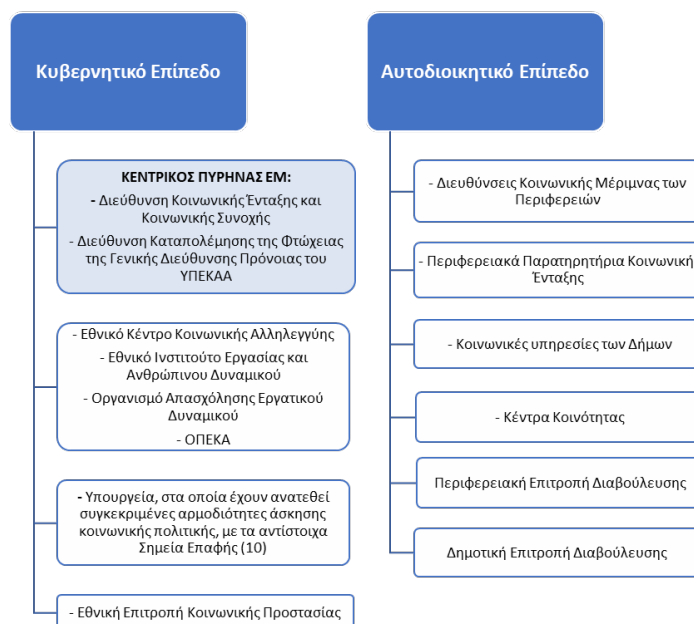 Κυβερνητικό Επίπεδο
ΚΕΝΤΡΙΚΟΣ ΠΥΡΗΝΑΣ ΕΜ:
- Διεύθυνση Κοινωνικής Ένταξης και
Κοινωνικής Συνοχής
- Διεύθυνση Καταπολέμησης της Φτώχειας
της Γενικής Διεύθυνσης Πρόνοιας του
ΥΠΕΚΑΑ
- Εθνικό Κέντρο Κοινωνικής Αλληλεγγύης
- Εθνικό Ινστιτούτο Εργασίας και
Ανθρώπινου Δυναμικού
- Οργανισμό Απασχόλησης Εργατικού
Δυναμικού
- ΟΠΕΚΑ
- Υπουργεία, στα οποία έχουν ανατεθεί
συγκεκριμένες αρμοδιότητες άσκησης
κοινωνικής πολιτικής, με τα αντίστοιχα
Σημεία Επαφής (10)
- Εθνική Επιτροπή Κοινωνικής Προστασίας
Αυτοδιοικητικό Επίπεδο
- Διευθύνσεις Κοινωνικής Μέριμνας των
Περιφερειών
- Περιφερειακά Παρατηρητήρια Κοινωνικής
Ένταξης
- Κοινωνικές υπηρεσίες των Δήμων
- Κέντρα Κοινότητας
Περιφερειακή Επιτροπή Διαβούλευσης
Δημοτική Επιτροπή Διαβούλευσης